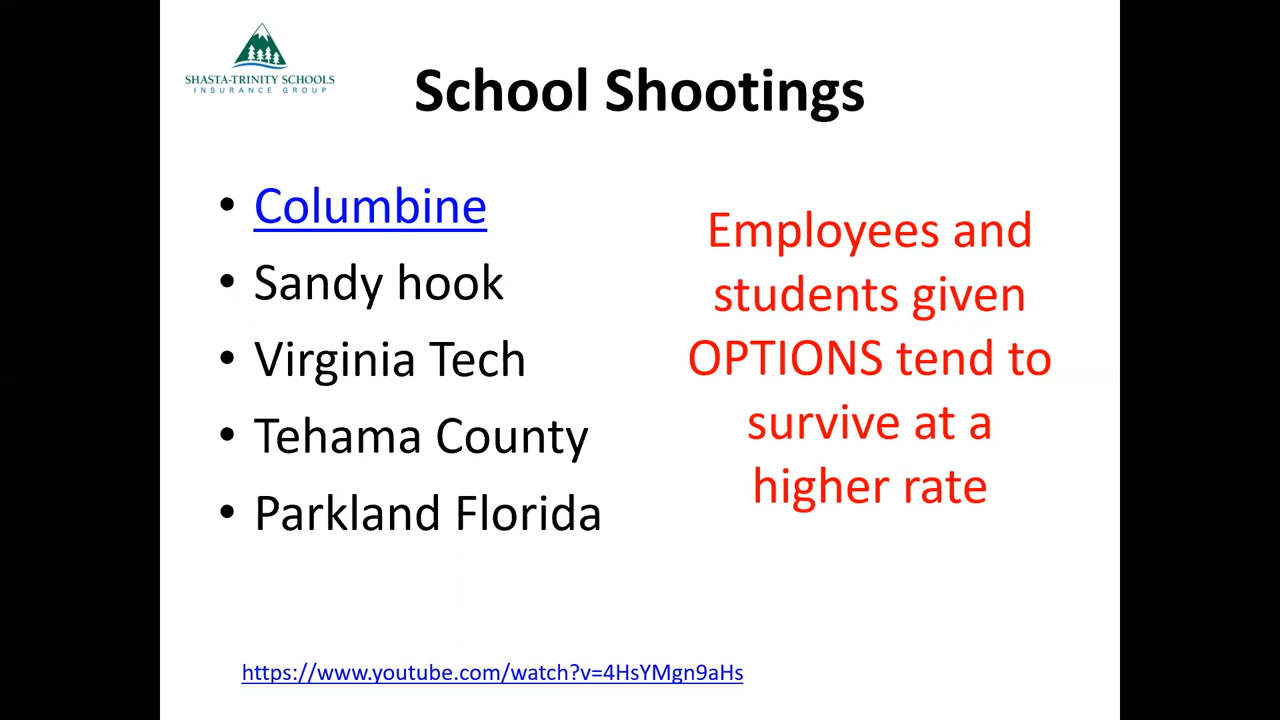 SHASTA-TRINITY SCHOOLS
INSURANCE GROUP
School Shootings
• Columbine
• Sandy hook
• Virginia Tech
• Tehama County
• Parkland Florida
Employees and
students given
OPTIONS tend to
survive at a
higher rate
https://www.youtube.com/watch?v=4HsYMgn9aHs